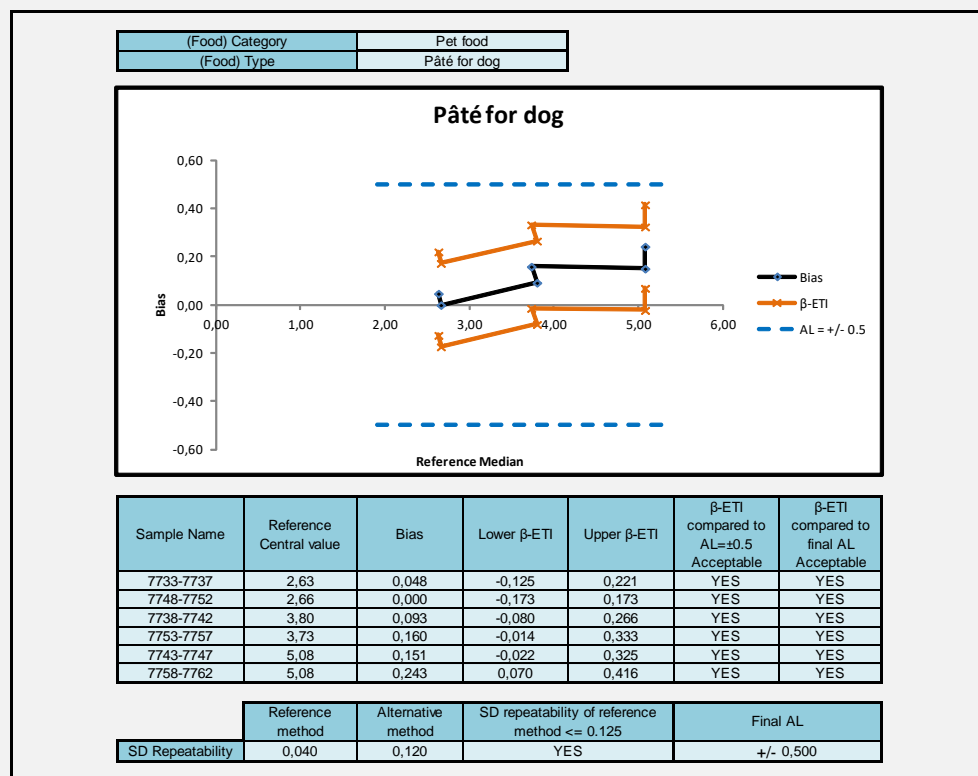 (Food) Category Pet food
(Food) Type Pâté for dog
Pâté for dog
0,60
0,40
0,20
0,00
-0,20
-0,40
-0,60
0,00 1,00 2,00 3,00 4,00 5,00 6,00
Bias
Reference Median
Bias
β-ETI
AL = +/- 0.5
Sample Name Reference Central value Bias Lower β-ETI Upper β-ETI β-ETI compared to AL=±0.5 Acceptable β-ETI compared to final AL Acceptable
7733-7737 2,63 0,048 -0,125 0,221 YES YES
7748-7752 2,66 0,000 -0,173 0,173 YES YES
7738-7742 3,80 0,093 -0,080 0,266 YES YES
7753-7757 3,73 0,160 -0,014 0,333 YES YES
7743-7747 5,08 0,151 -0,022 0,325 YES YES
7758-7762 5,08 0,243 0,070 0,416 YES YES
Reference method Alternative method SD repeatability of reference method <= 0.125 Final AL
SD Repeatability 0,040 0,120 YES +/- 0,500